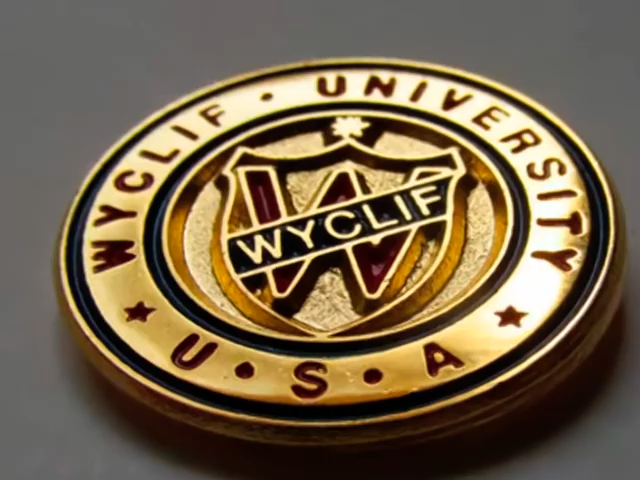 WYCLIF · UNIVERSITY
W
WYCLIF
★ U • S • A ★